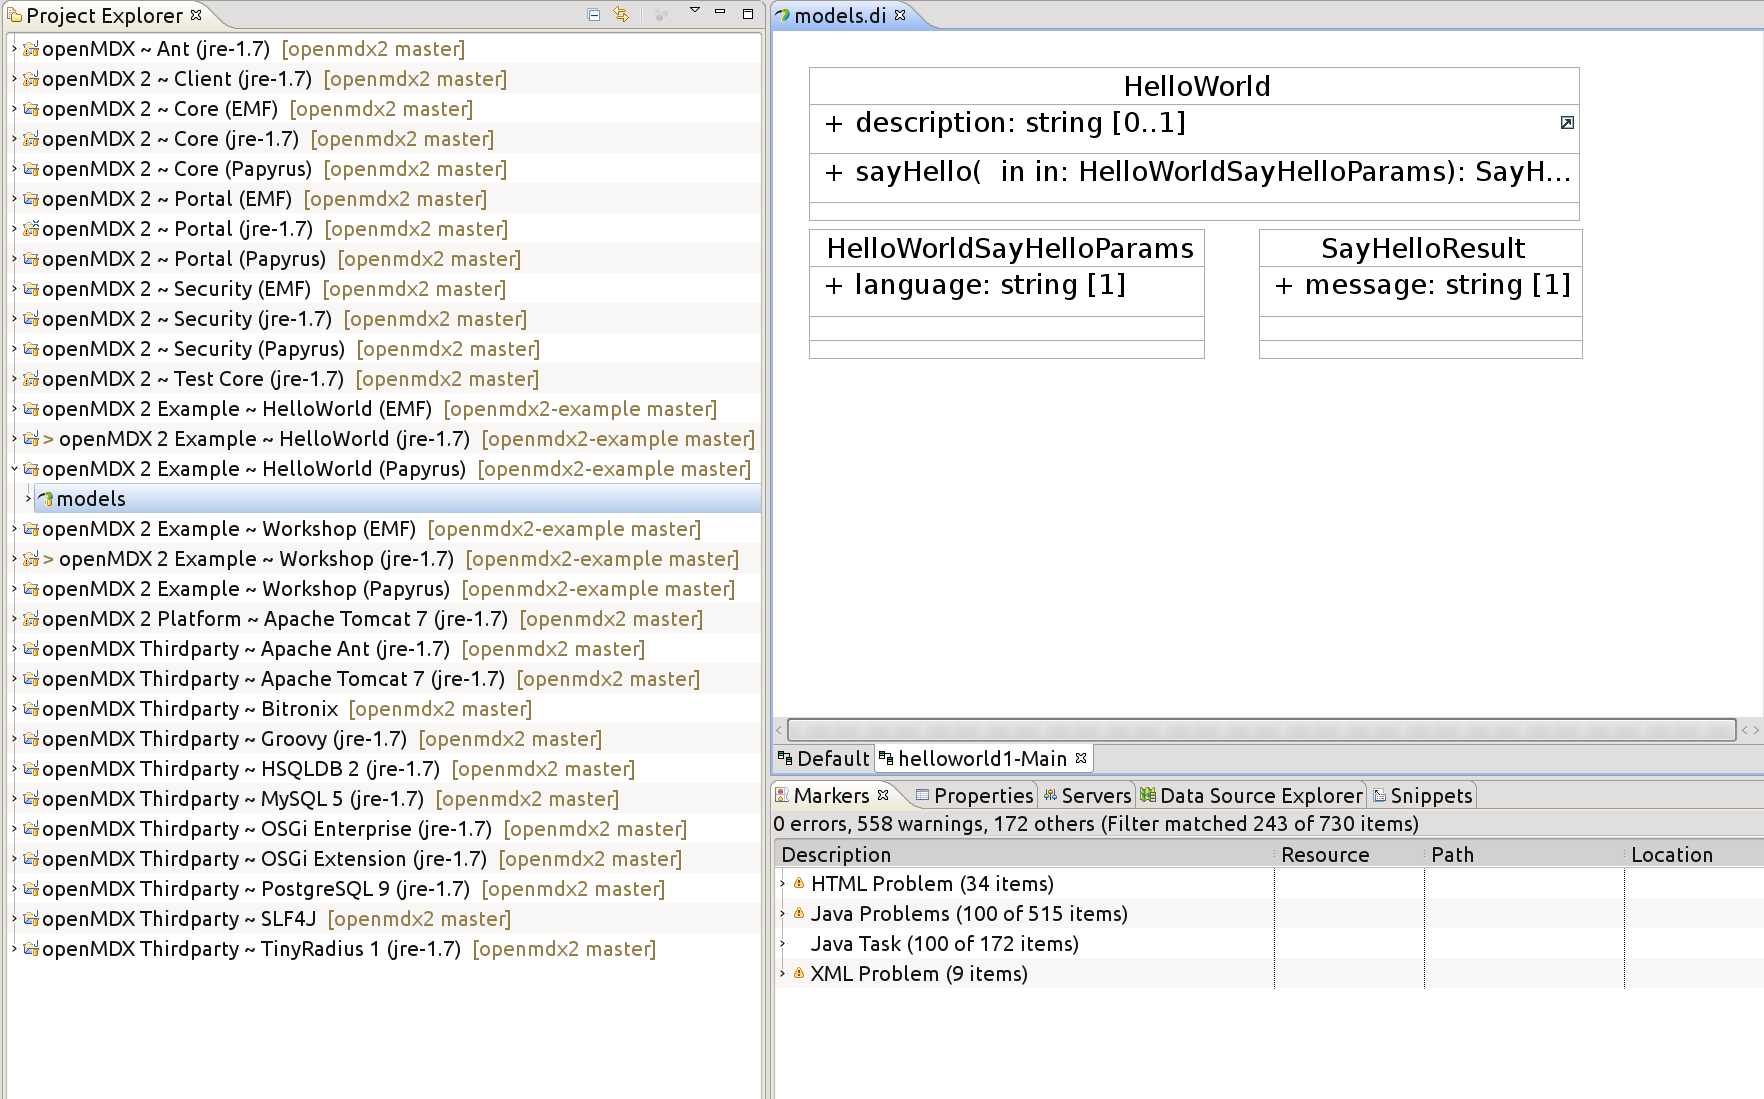 Project Explorer
openMDX ~ Ant (jre-1.7) [openmdx2 master]
openMDX 2 ~ Client (jre-1.7) [openmdx2 master]
openMDX 2 ~ Core (EMF) [openmdx2 master]
openMDX 2 ~ Core (jre-1.7) [openmdx2 master]
openMDX 2 ~ Core (Papyrus) [openmdx2 master]
openMDX 2 ~ Portal (EMF) [openmdx2 master]
openMDX 2 ~ Portal (jre-1.7) [openmdx2 master]
openMDX 2 ~ Portal (Papyrus) [openmdx2 master]
openMDX 2 ~ Security (EMF) [openmdx2 master]
openMDX 2 ~ Security (jre-1.7) [openmdx2 master]
openMDX 2 ~ Security (Papyrus) [openmdx2 master]
openMDX 2 ~ Test Core (jre-1.7) [openmdx2 master]
openMDX 2 Example ~ HelloWorld (EMF) [openmdx2-example master]
> openMDX 2 Example ~ HelloWorld (jre-1.7) [openmdx2-example master]
openMDX 2 Example ~ HelloWorld (Papyrus) [openmdx2-example master]
models
openMDX 2 Example ~ Workshop (EMF) [openmdx2-example master]
> openMDX 2 Example ~ Workshop (jre-1.7) [openmdx2-example master]
openMDX 2 Example ~ Workshop (Papyrus) [openmdx2-example master]
openMDX 2 Platform ~ Apache Tomcat 7 (jre-1.7) [openmdx2 master]
openMDX Thirdparty ~ Apache Ant (jre-1.7) [openmdx2 master]
openMDX Thirdparty ~ Apache Tomcat 7 (jre-1.7) [openmdx2 master]
openMDX Thirdparty ~ Bitronix [openmdx2 master]
openMDX Thirdparty ~ Groovy (jre-1.7) [openmdx2 master]
openMDX Thirdparty ~ HSQLDB 2 (jre-1.7) [openmdx2 master]
openMDX Thirdparty ~ MySQL 5 (jre-1.7) [openmdx2 master]
openMDX Thirdparty ~ OSGi Enterprise (jre-1.7) [openmdx2 master]
openMDX Thirdparty ~ OSGi Extension (jre-1.7) [openmdx2 master]
openMDX Thirdparty ~ PostgreSQL 9 (jre-1.7) [openmdx2 master]
openMDX Thirdparty ~ SLF4J [openmdx2 master]
openMDX Thirdparty ~ TinyRadius 1 (jre-1.7) [openmdx2 master]
models.di
HelloWorld
+ description: string [0..1]
+ sayHello( in in: HelloWorldSayHelloParams): SayH...
HelloWorldSayHelloParams
+ language: string [1]
SayHelloResult
+ message: string [1]
Default helloworld1-Main
Markers Properties Servers Data Source Explorer Snippets
0 errors, 558 warnings, 172 others (Filter matched 243 of 730 items)
Description Resource Path Location
HTML Problem (34 items)
Java Problems (100 of 515 items)
Java Task (100 of 172 items)
XML Problem (9 items)